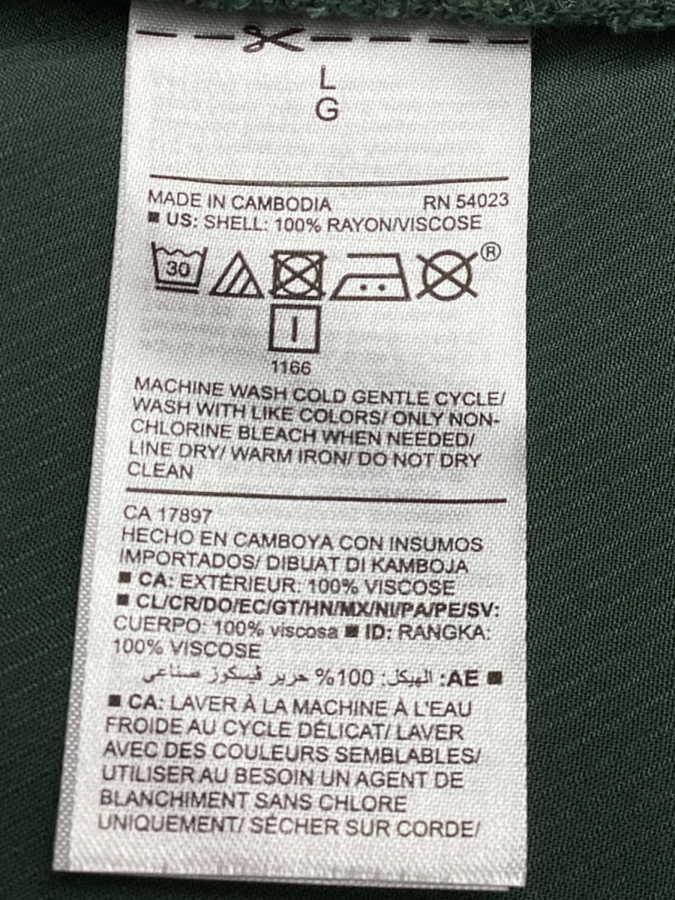 L
G
MADE IN CAMBODIA RN 54023
■ US: SHELL: 100% RAYON/VISCOSE
30
®
1166
MACHINE WASH COLD GENTLE CYCLE/
WASH WITH LIKE COLORS/ ONLY NON-
CHLORINE BLEACH WHEN NEEDED/
LINE DRY/ WARM IRON/ DO NOT DRY
CLEAN
CA 17897
HECHO EN CAMBOYA CON INSUMOS
IMPORTADOS/ DIBUAT DI KAMBOJA
■ CA: EXTÉRIEUR: 100% VISCOSE
■ CL/CR/DO/EC/GT/HN/MX/NI/PA/PE/SV:
CUERPO: 100% viscosa ■ ID: RANGKA:
100% VISCOSE
■ AE: الهيكل: 100% حرير ڤيسكوز صناعي
■ CA: LAVER À LA MACHINE À L'EAU
FROIDE AU CYCLE DÉLICAT/ LAVER
AVEC DES COULEURS SEMBLABLES/
UTILISER AU BESOIN UN AGENT DE
BLANCHIMENT SANS CHLORE
UNIQUEMENT/ SÉCHER SUR CORDE/